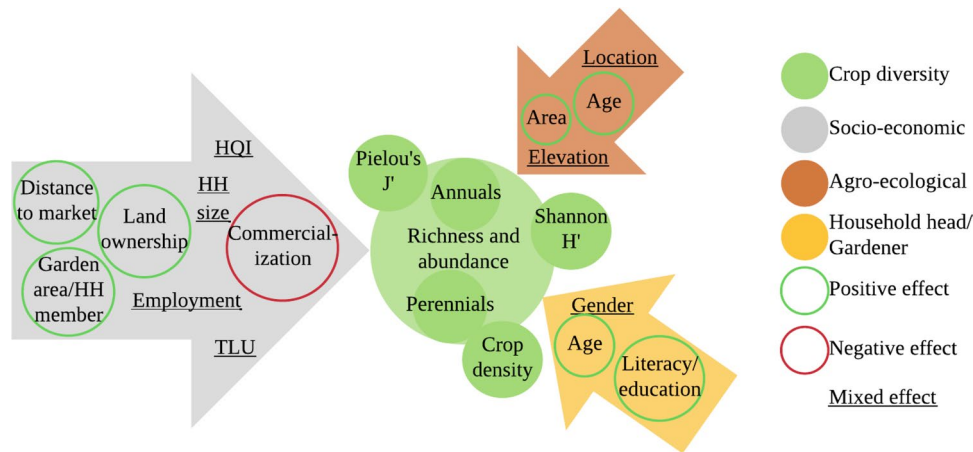 HQI
HH
size
Distance
to market
Land
ownership
Commercial-
ization
Garden
area/HH
member
Employment
TLU
Pielou's
J'
Annuals
Shannon
H'
Richness and
abundance
Perennials
Crop
density
Location
Age
Area
Elevation
Gender
Age
Literacy/
education
Crop diversity
Socio-economic
Agro-ecological
Household head/
Gardener
Positive effect
Negative effect
Mixed effect